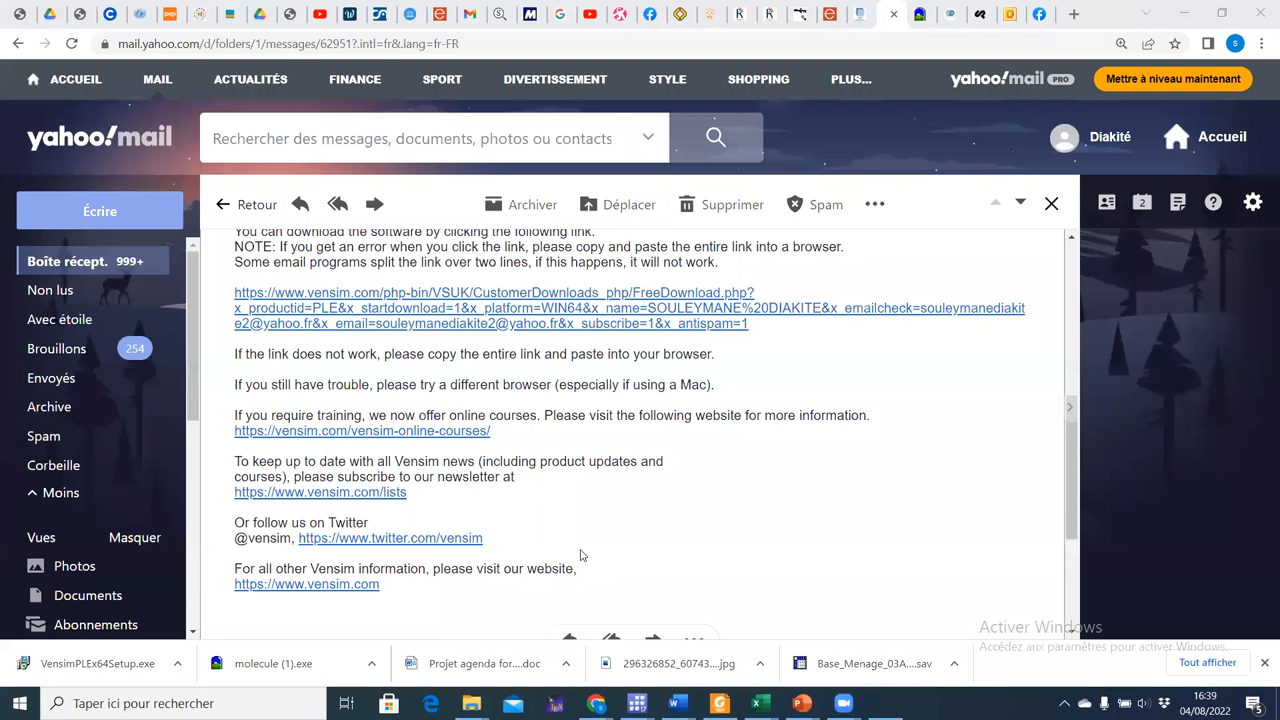 mail.yahoo.com/d/folders/1/messages/62951?.intl=fr&.lang=fr-FR
S
ACCUEIL MAIL ACTUALITÉS FINANCE SPORT DIVERTISSEMENT STYLE SHOPPING PLUS... yahoo!mail PRO Mettre à niveau maintenant
yahoo!mail
Rechercher des messages, documents, photos ou contacts
Diakité
Accueil
Écrire
Retour Archiver Déplacer Supprimer Spam
2
Boîte récept. 999+
Non lus
Avec étoile
Brouillons 254
Envoyés
Archive
Spam
Corbeille
Moins
Vues Masquer
Photos
Documents
Abonnements
You can download the software by clicking the following link.
NOTE: If you get an error when you click the link, please copy and paste the entire link into a browser.
Some email programs split the link over two lines, if this happens, it will not work.
https://www.vensim.com/php-bin/VSUK/CustomerDownloads_php/FreeDownload.php?
x_productid=PLE&x_startdownload=1&x_platform=WIN64&x_name=SOULEYMANE%20DIAKITE&x_emailcheck=souleymanediakit
e2@yahoo.fr&x_email=souleymanediakite2@yahoo.fr&x_subscribe=1&x_antispam=1
If the link does not work, please copy the entire link and paste into your browser.
If you still have trouble, please try a different browser (especially if using a Mac).
If you require training, we now offer online courses. Please visit the following website for more information.
https://vensim.com/vensim-online-courses/
To keep up to date with all Vensim news (including product updates and
courses), please subscribe to our newsletter at
https://www.vensim.com/lists
Or follow us on Twitter
@vensim, https://www.twitter.com/vensim
For all other Vensim information, please visit our website,
https://www.vensim.com
Activer Windows
Accédez aux paramètres pour activer Windows.
VensimPLEx64Setup.exe
molecule (1).exe
Projet agenda for....doc
296326852_60743....jpg
Base_Menage_03A....sav
Tout afficher
Taper ici pour rechercher
16:39
04/08/2022
5